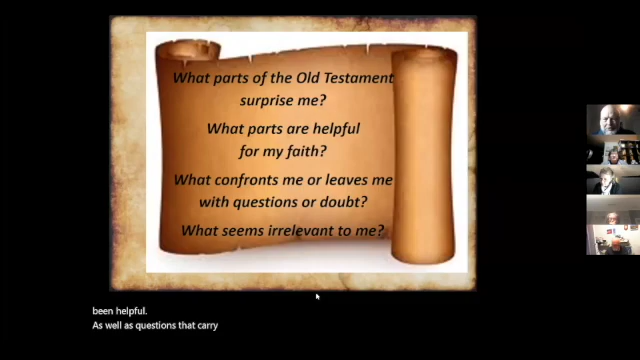 What parts of the Old Testament
surprise me?
What parts are helpful
for my faith?
What confronts me or leaves me
with questions or doubt?
What seems irrelevant to me?
been helpful.
As well as questions that carry